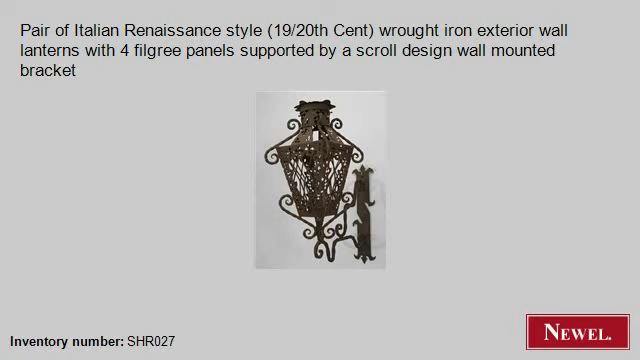 Pair of Italian Renaissance style (19/20th Cent) wrought iron exterior wall
lanterns with 4 filgree panels supported by a scroll design wall mounted
bracket
Inventory number: SHR027
NEWEL.